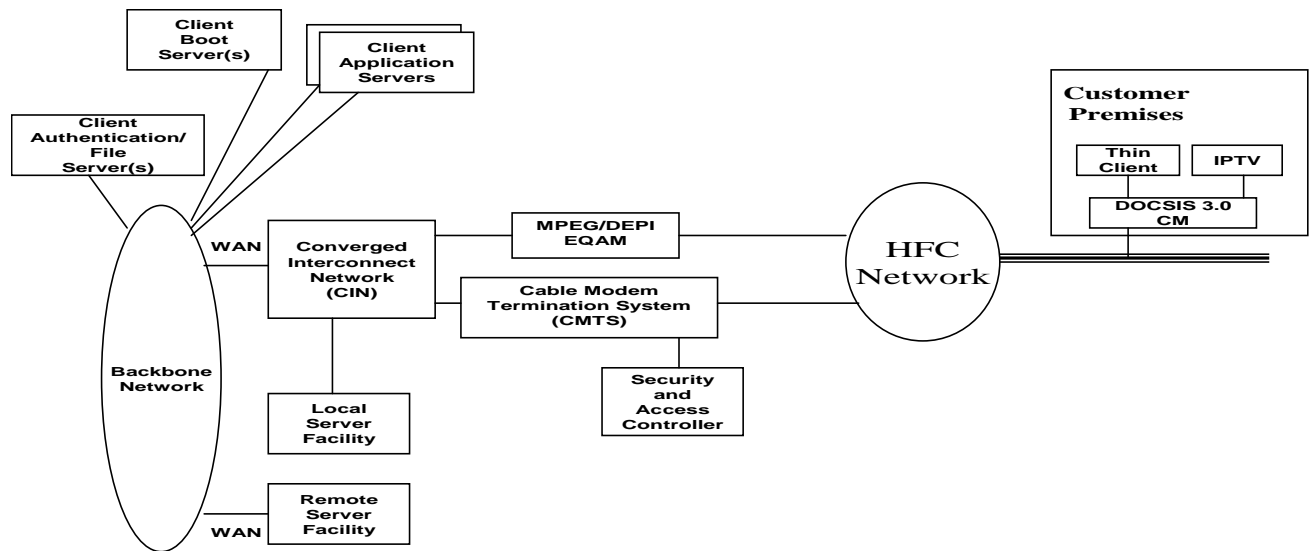 Client
Boot
Server(s)
Client
Application
Servers
Client
Authentication/
File
Server(s)
Customer
Premises
Thin
Client
IPTV
DOCSIS 3.0
CM
WAN
Converged
Interconnect
Network
(CIN)
MPEG/DEPI
EQAM
Cable Modem
Termination System
(CMTS)
HFC
Network
Backbone
Network
Local
Server
Facility
Security
and
Access
Controller
WAN
Remote
Server
Facility